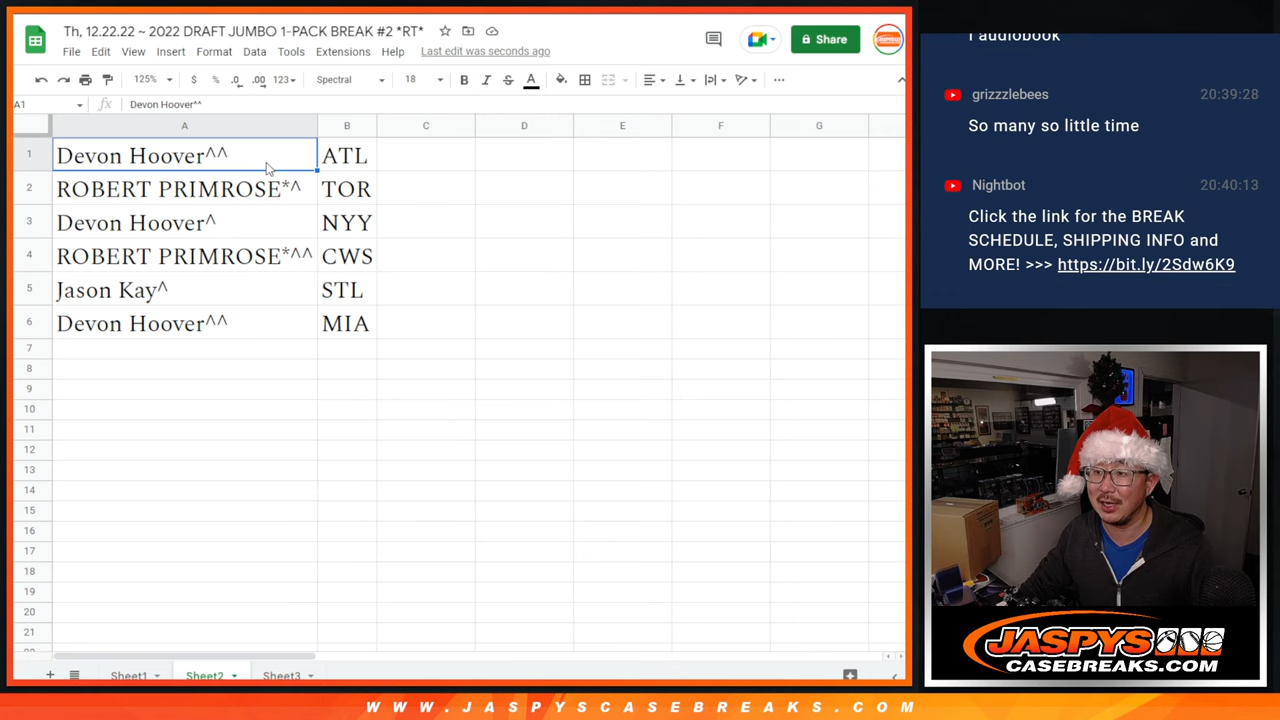 Th, 12.22.22 ~ 2022 DRAFT JUMBO 1-PACK BREAK #2 *RT*
File Edit View Insert Format Data Tools Extensions Help Last edit was seconds ago
Share
125% $ % .0 .00 123 Spectral 18 B I S A
A1 fx Devon Hoover^^
A B C D E F G
1 Devon Hoover^^ ATL
2 ROBERT PRIMROSE*^ TOR
3 Devon Hoover^ NYY
4 ROBERT PRIMROSE*^^ CWS
5 Jason Kay^ STL
6 Devon Hoover^^ MIA
7
8
9
10
11
12
13
14
15
16
17
18
19
20
21
Sheet1 Sheet2 Sheet3
I audiobook
grizzzlebees 20:39:28
So many so little time
Nightbot 20:40:13
Click the link for the BREAK
SCHEDULE, SHIPPING INFO and
MORE! >>> https://bit.ly/2Sdw6K9
JASPYS
CASEBREAKS.COM
WWW.JASPYSCASEBREAKS.COM